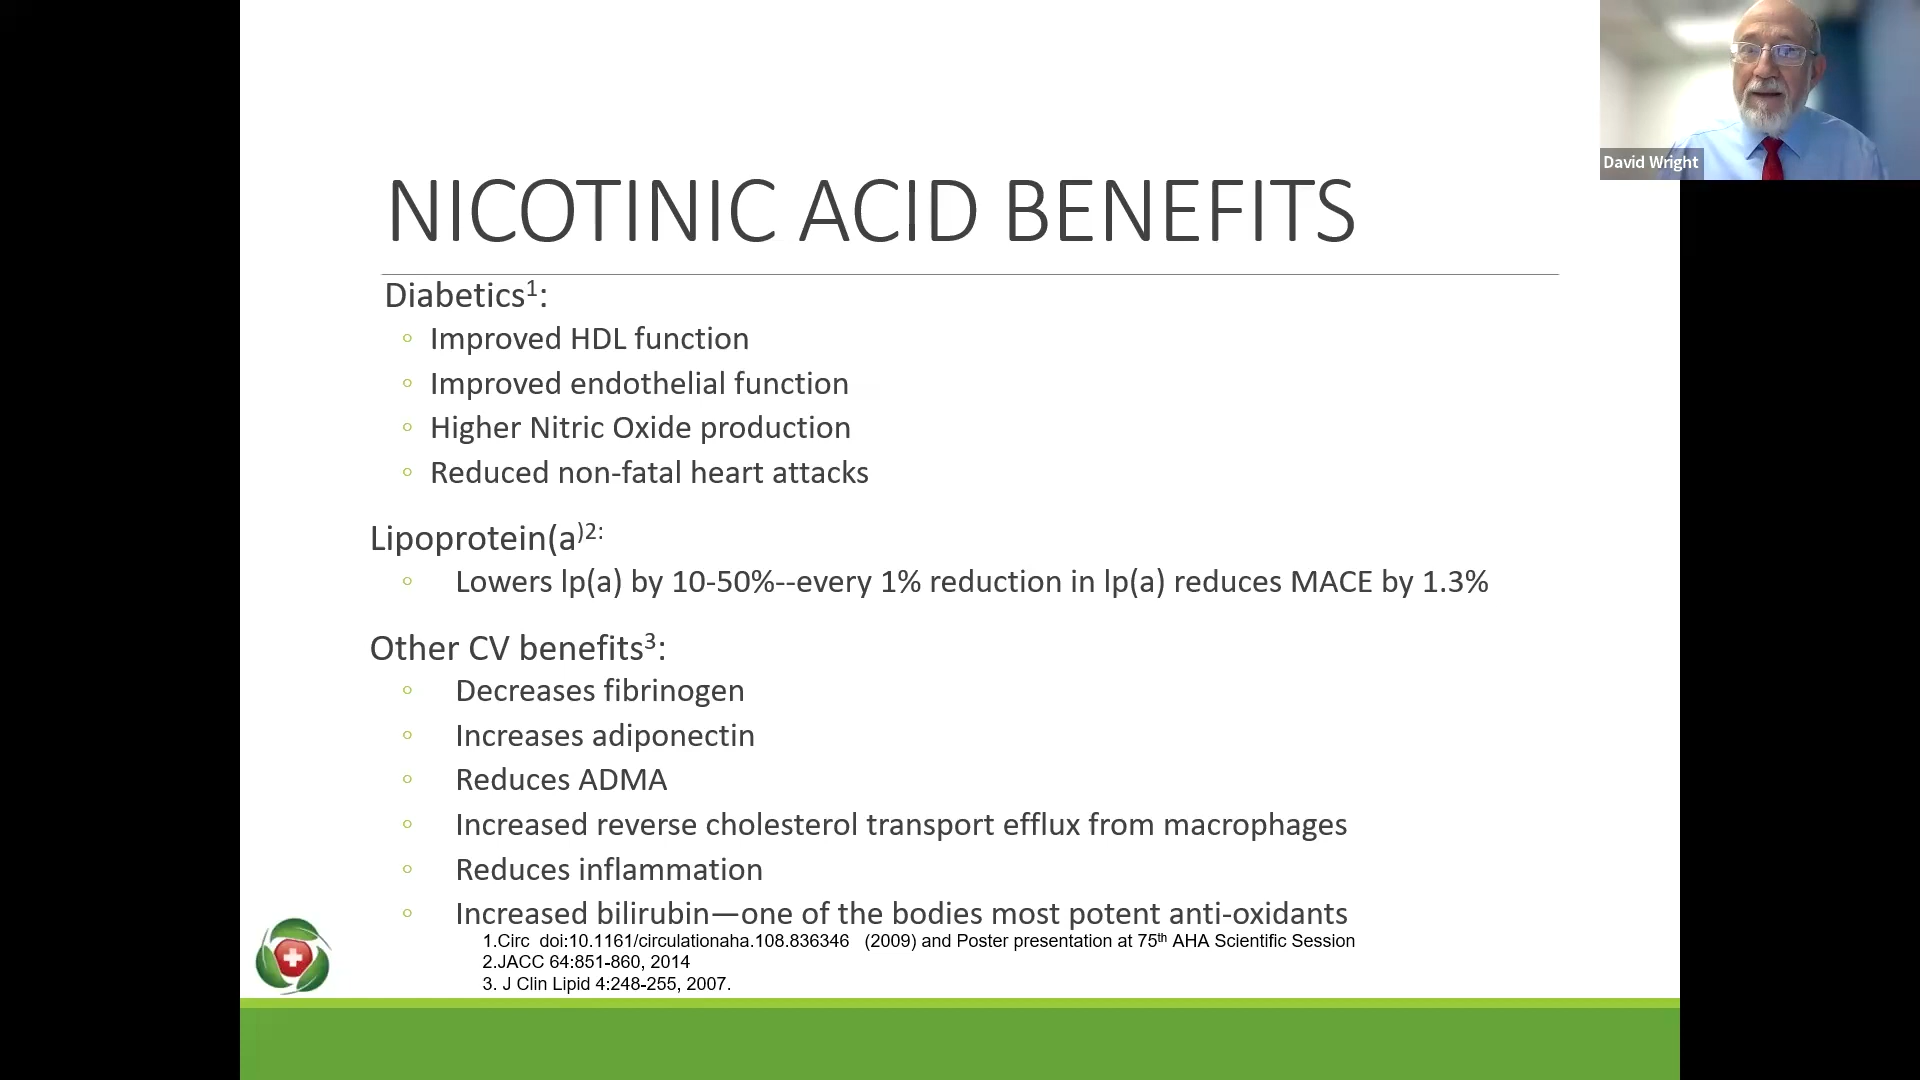 David Wright
NICOTINIC ACID BENEFITS
Diabetics1:
◦ Improved HDL function
◦ Improved endothelial function
◦ Higher Nitric Oxide production
◦ Reduced non-fatal heart attacks
Lipoprotein(a)2:
◦ Lowers lp(a) by 10-50%--every 1% reduction in lp(a) reduces MACE by 1.3%
Other CV benefits3:
◦ Decreases fibrinogen
◦ Increases adiponectin
◦ Reduces ADMA
◦ Increased reverse cholesterol transport efflux from macrophages
◦ Reduces inflammation
◦ Increased bilirubin—one of the bodies most potent anti-oxidants
1.Circ doi:10.1161/circulationaha.108.836346 (2009) and Poster presentation at 75th AHA Scientific Session
2.JACC 64:851-860, 2014
3. J Clin Lipid 4:248-255, 2007.